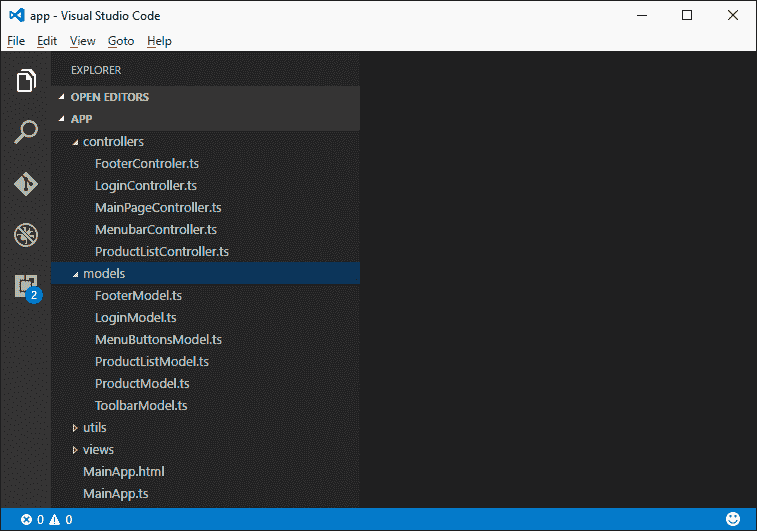 app - Visual Studio Code
File Edit View Goto Help
EXPLORER
OPEN EDITORS
APP
controllers
FooterControler.ts
LoginController.ts
MainPageController.ts
MenubarController.ts
ProductListController.ts
models
FooterModel.ts
LoginModel.ts
MenuButtonsModel.ts
ProductListModel.ts
ProductModel.ts
ToolbarModel.ts
utils
views
MainApp.html
MainApp.ts
2
0 0